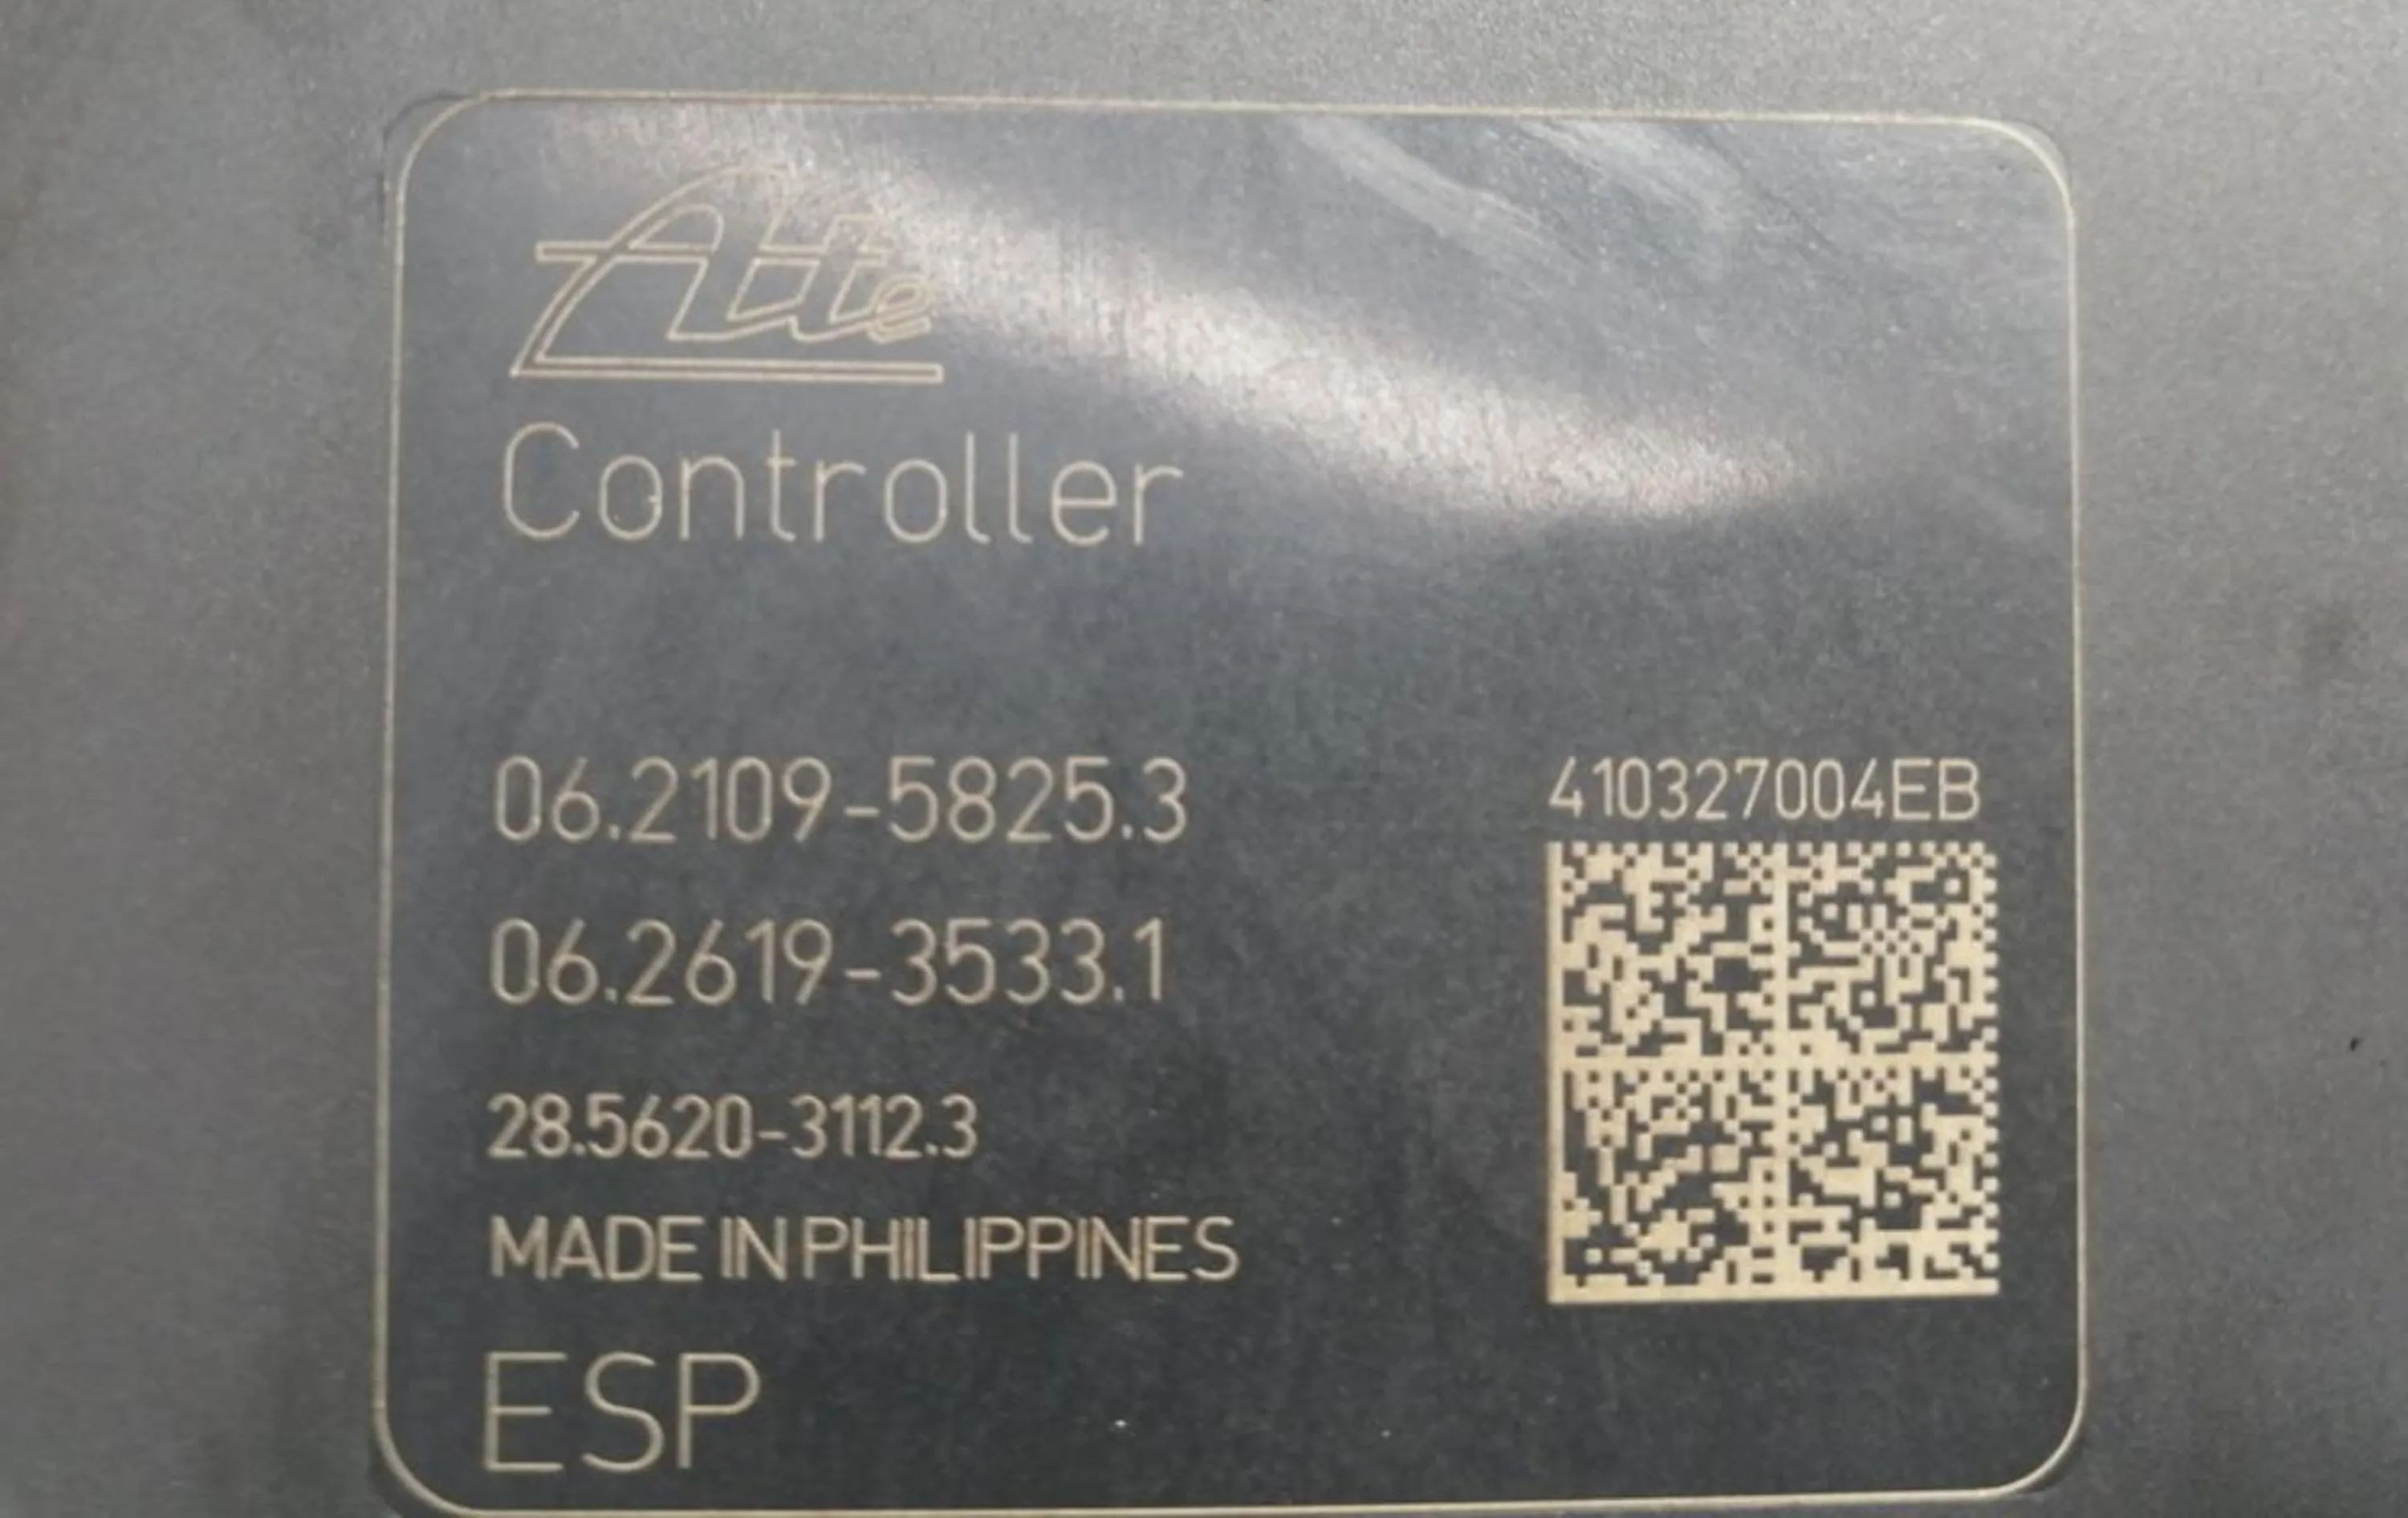 Ate
Controller
06.2109-5825.3
410327004EB
06.2619-3533.1
28.5620-3112.3
MADE IN PHILIPPINES
ESP